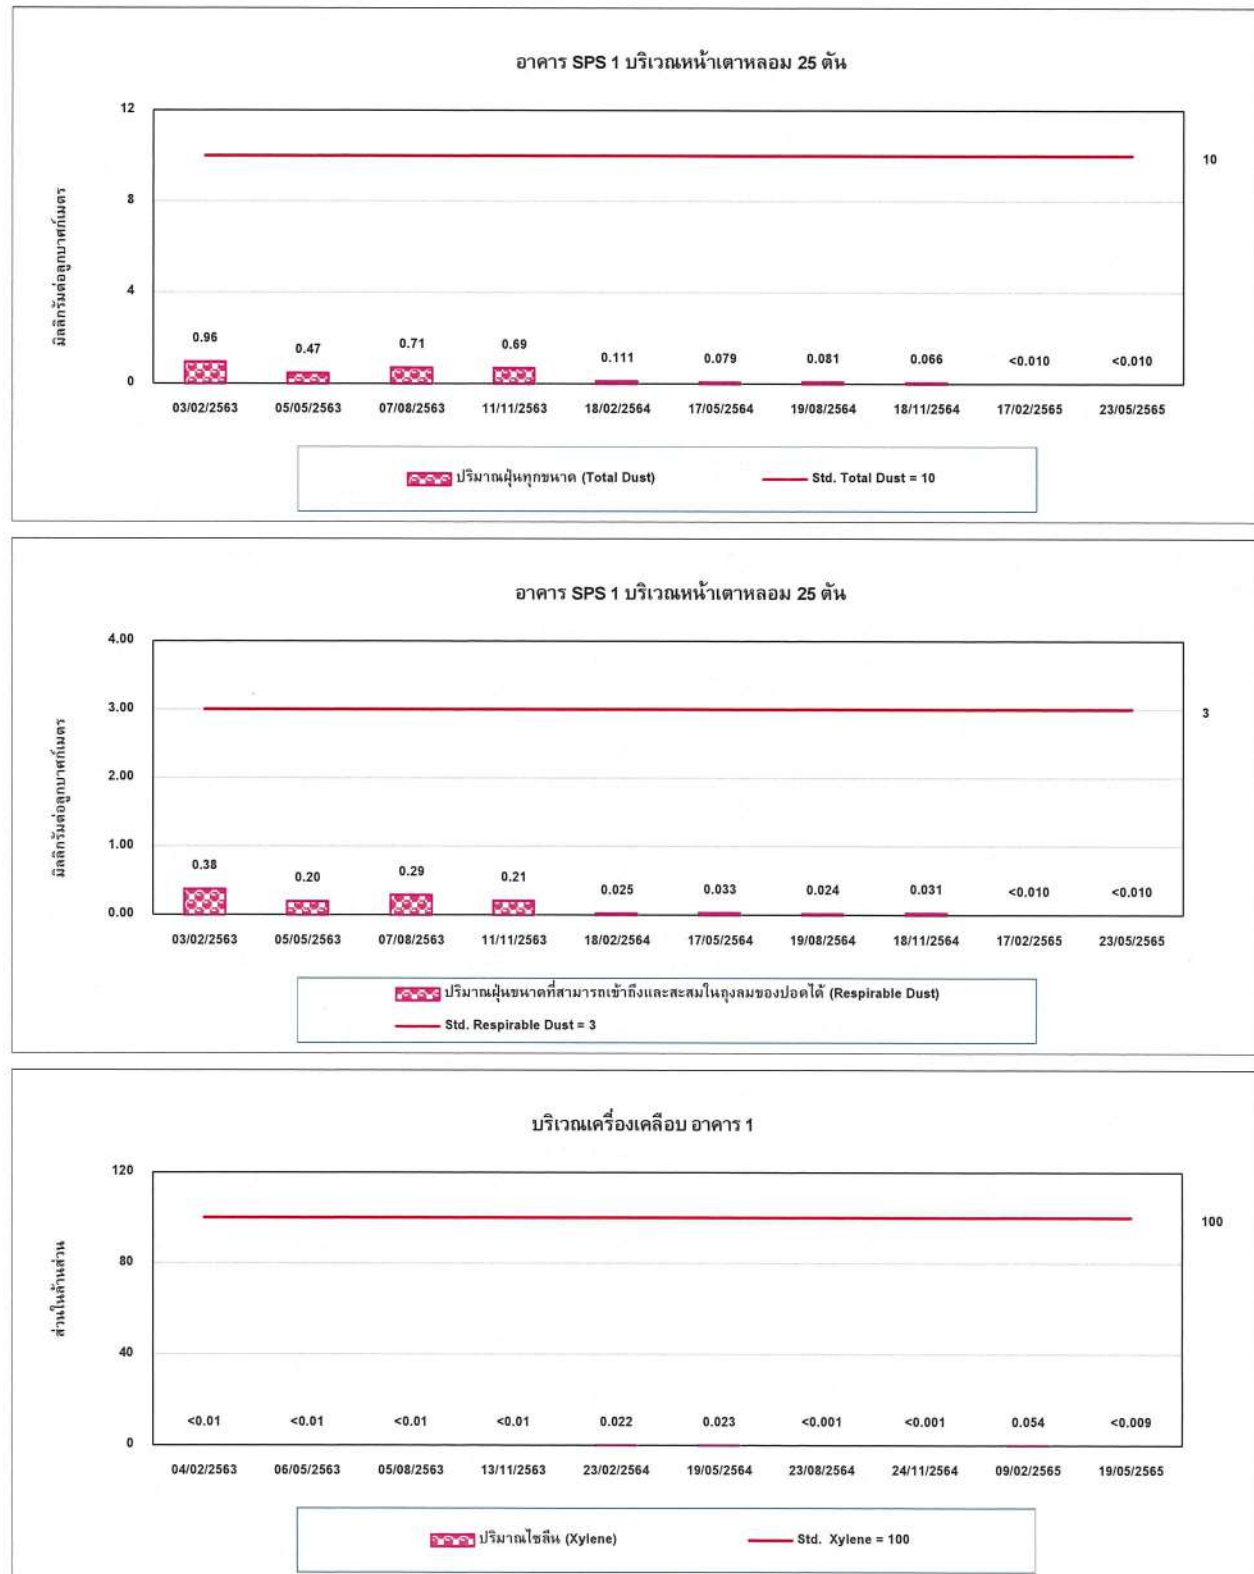 อาคาร SPS 1 บริเวณหน้าเตาหลอม 25 ตัน
มิลลิกรัมต่อลูกบาศก์เมตร
12
8
4
0
10
0.96 0.47 0.71 0.69 0.111 0.079 0.081 0.066 <0.010 <0.010
03/02/2563 05/05/2563 07/08/2563 11/11/2563 18/02/2564 17/05/2564 19/08/2564 18/11/2564 17/02/2565 23/05/2565
ปริมาณฝุ่นทุกขนาด (Total Dust) Std. Total Dust = 10
อาคาร SPS 1 บริเวณหน้าเตาหลอม 25 ตัน
มิลลิกรัมต่อลูกบาศก์เมตร
4.00
3.00
2.00
1.00
0.00
3
0.38 0.20 0.29 0.21 0.025 0.033 0.024 0.031 <0.010 <0.010
03/02/2563 05/05/2563 07/08/2563 11/11/2563 18/02/2564 17/05/2564 19/08/2564 18/11/2564 17/02/2565 23/05/2565
ปริมาณฝุ่นขนาดที่สามารถเข้าถึงและสะสมในถุงลมของปอดได้ (Respirable Dust)
Std. Respirable Dust = 3
บริเวณเครื่องเคลือบ อาคาร 1
ส่วนในล้านส่วน
120
80
40
0
100
<0.01 <0.01 <0.01 <0.01 0.022 0.023 <0.001 <0.001 0.054 <0.009
04/02/2563 06/05/2563 05/08/2563 13/11/2563 23/02/2564 19/05/2564 23/08/2564 24/11/2564 09/02/2565 19/05/2565
ปริมาณไซลีน (Xylene) Std. Xylene = 100